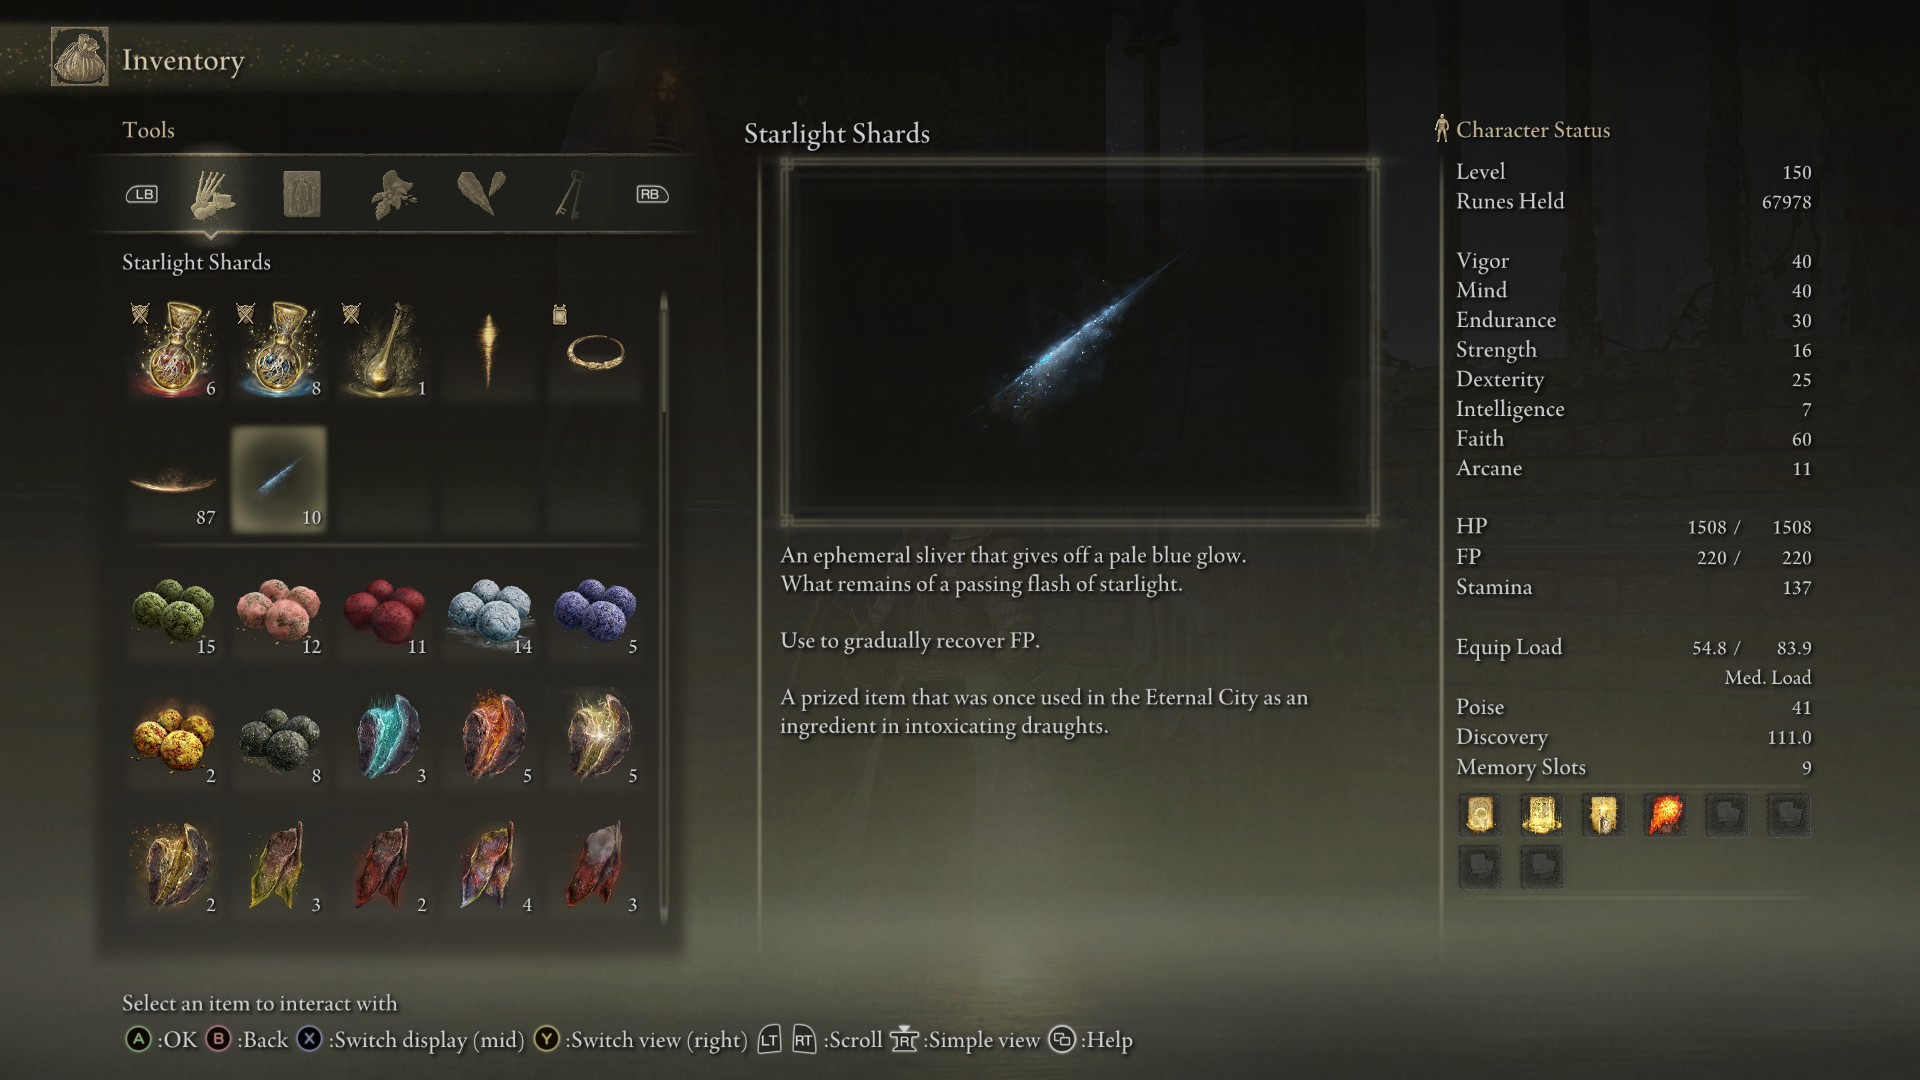 Inventory
Tools
LB
RB
Starlight Shards
6
8
1
87
10
15
12
11
14
5
2
8
3
5
5
2
3
2
4
3
Starlight Shards
An ephemeral sliver that gives off a pale blue glow.
What remains of a passing flash of starlight.
Use to gradually recover FP.
A prized item that was once used in the Eternal City as an
ingredient in intoxicating draughts.
Character Status
Level 150
Runes Held 67978
Vigor 40
Mind 40
Endurance 30
Strength 16
Dexterity 25
Intelligence 7
Faith 60
Arcane 11
HP 1508 / 1508
FP 220 / 220
Stamina 137
Equip Load 54.8 / 83.9
Med. Load
Poise 41
Discovery 111.0
Memory Slots 9
Select an item to interact with
A :OK B :Back X :Switch display (mid) Y :Switch view (right) LT RT :Scroll R :Simple view :Help